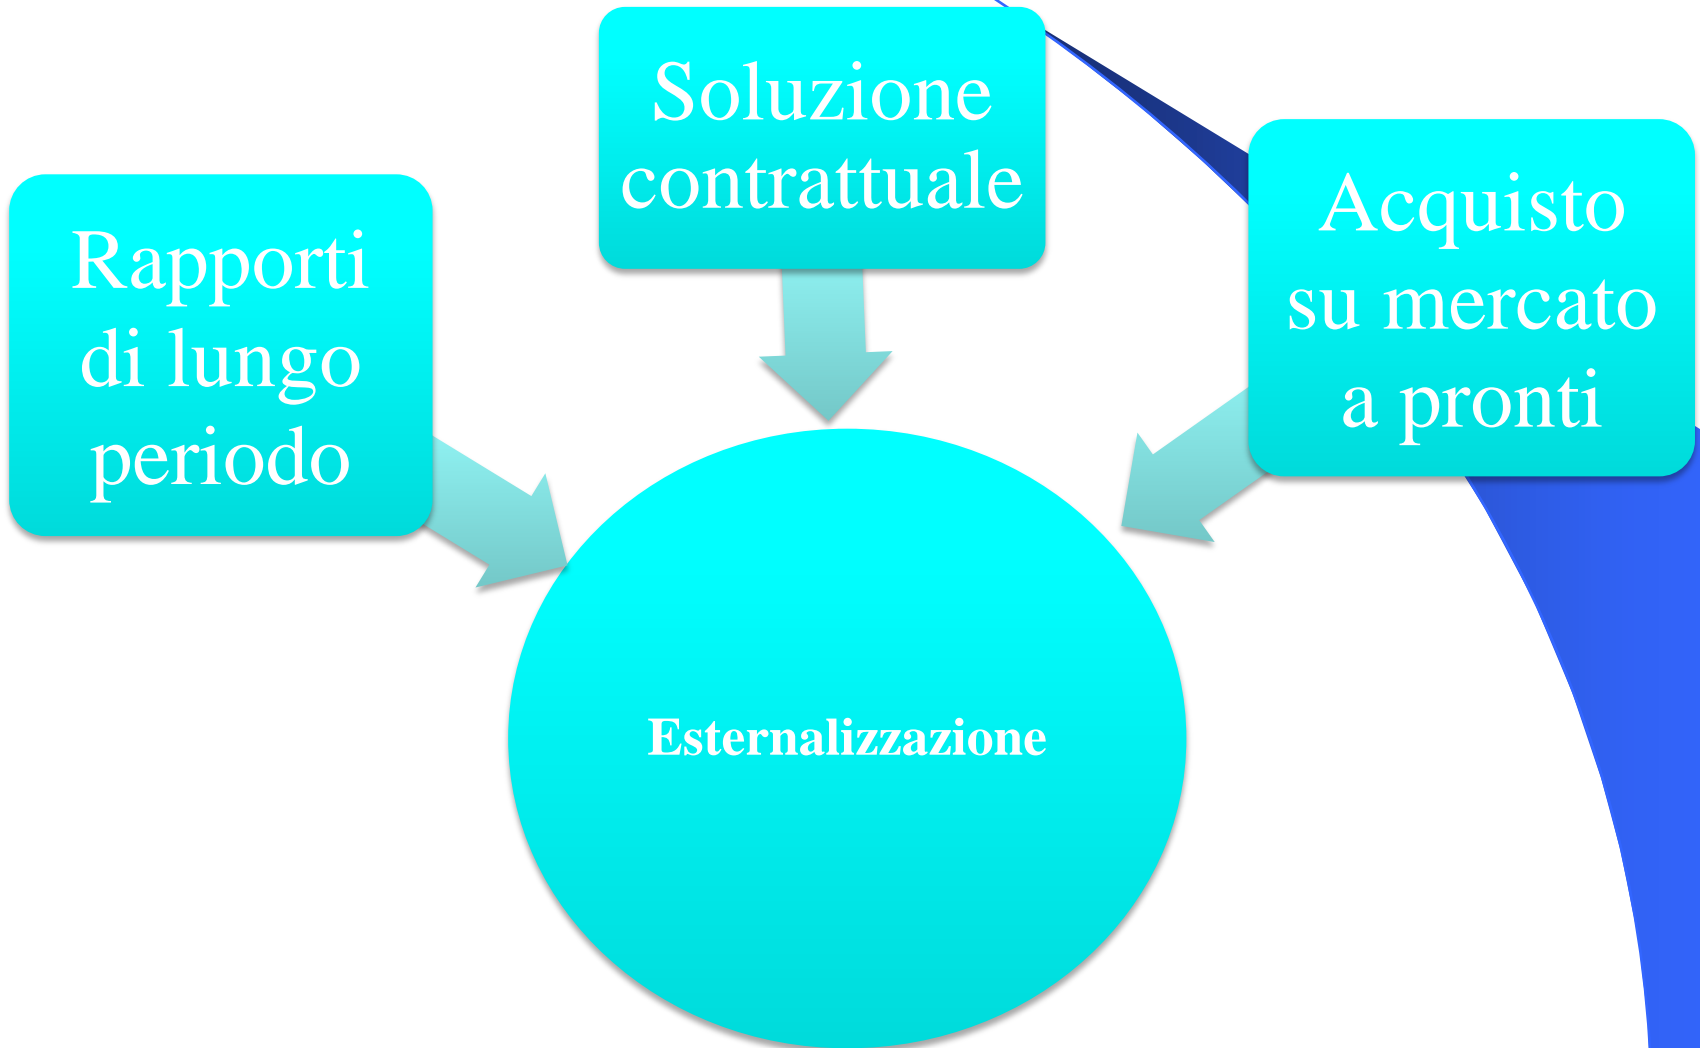 Rapporti
di lungo
periodo
Soluzione
contrattuale
Acquisto
su mercato
a pronti
Esternalizzazione